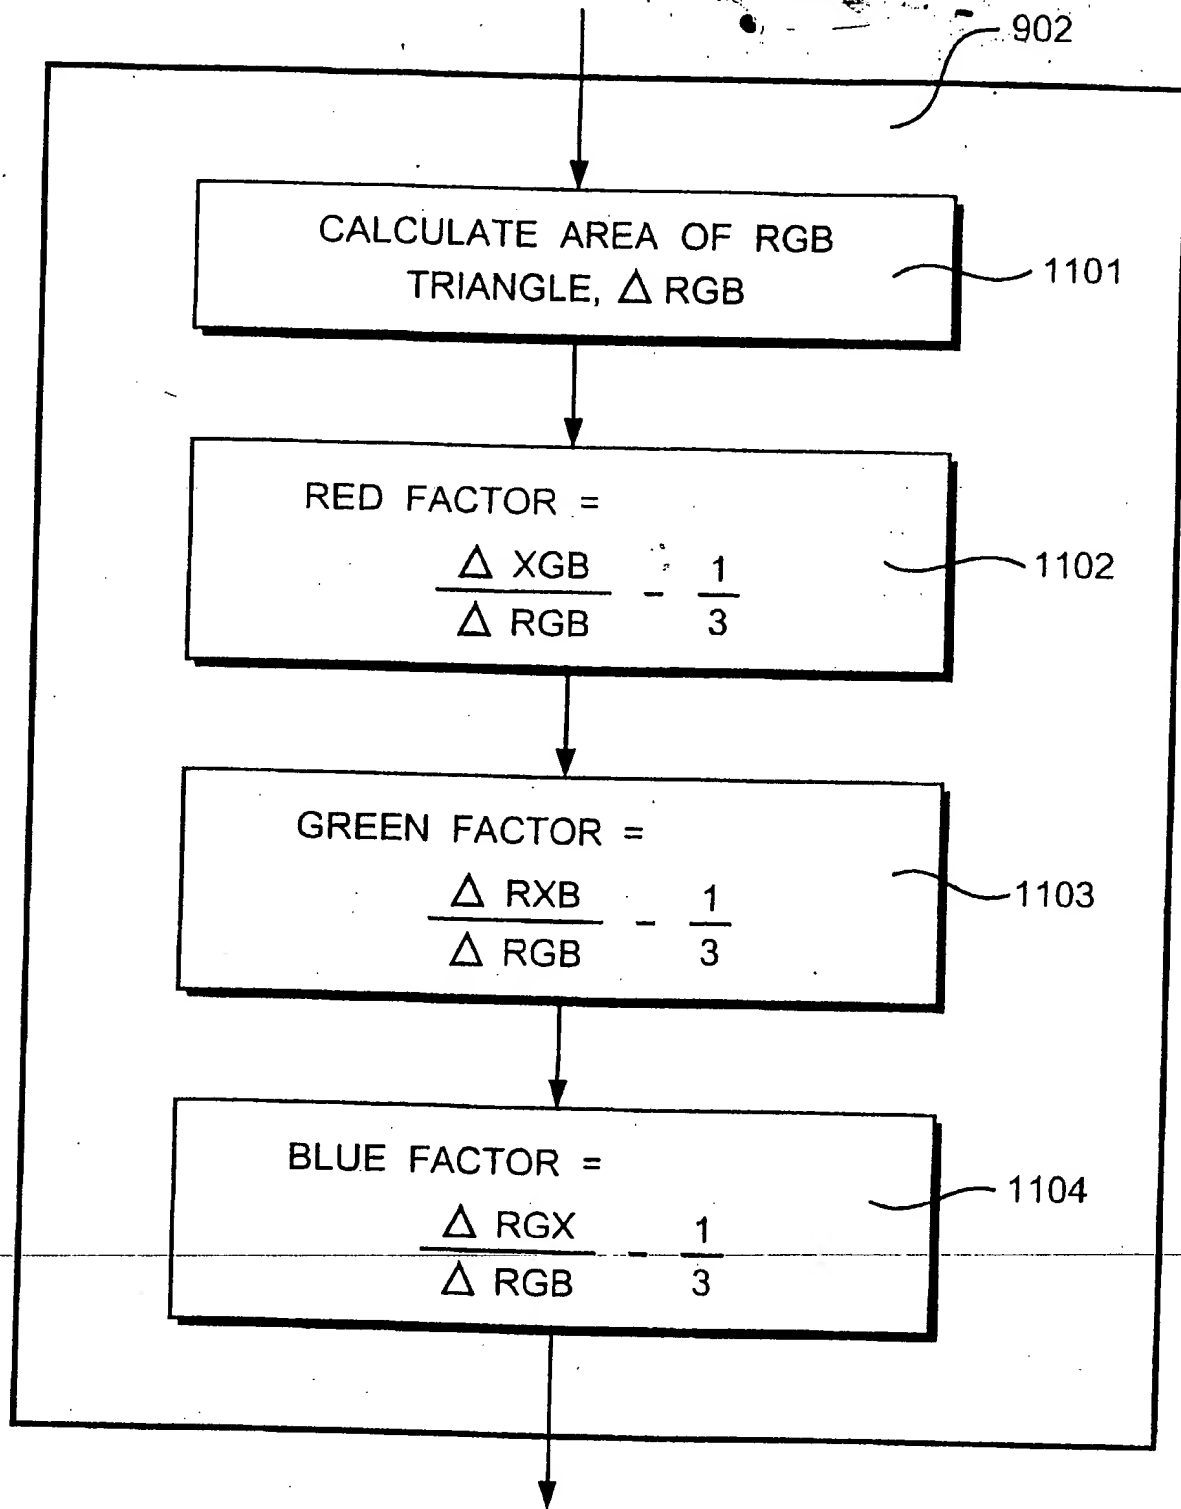 902
CALCULATE AREA OF RGB
TRIANGLE, Δ RGB
1101
RED FACTOR =
Δ XGB
Δ RGB
- 1
3
1102
GREEN FACTOR =
Δ RXB
Δ RGB
- 1
3
1103
BLUE FACTOR =
Δ RGX
Δ RGB
- 1
3
1104